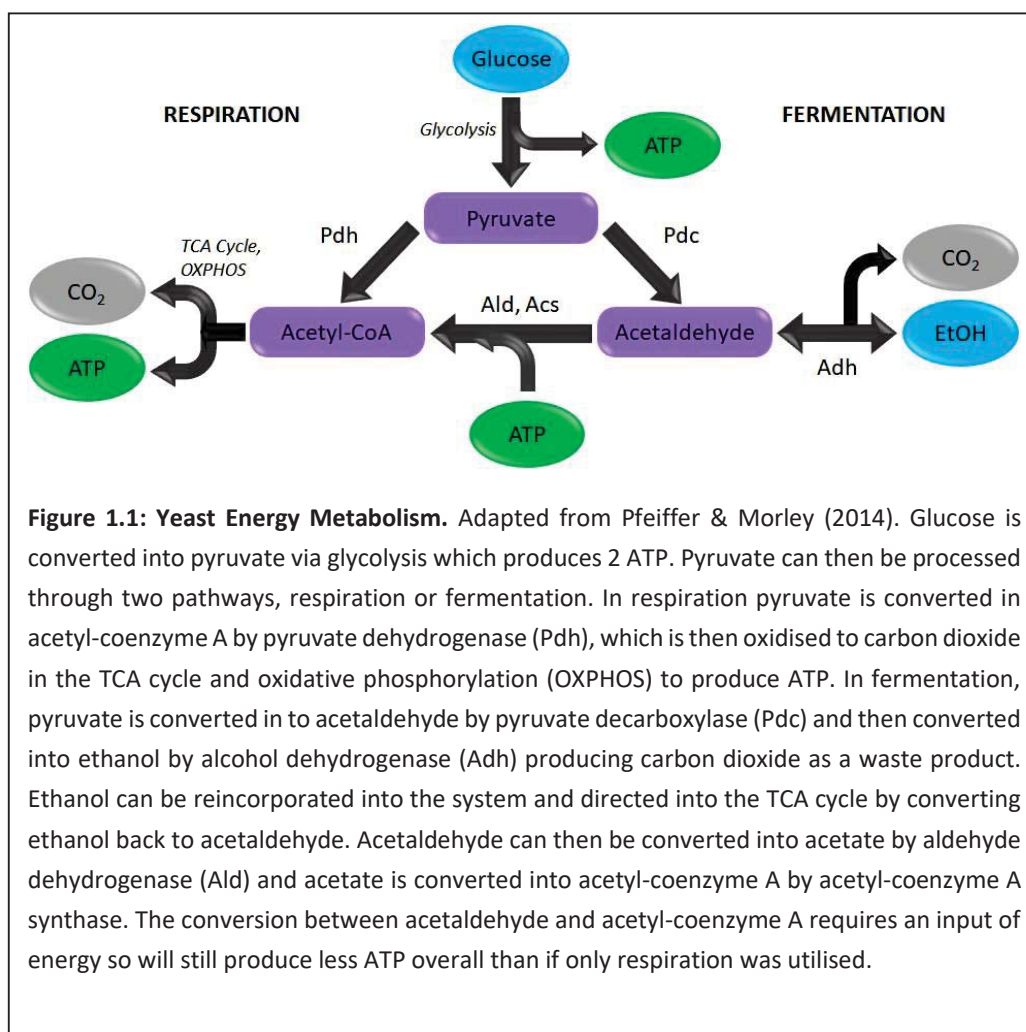 Glucose
RESPIRATION
FERMENTATION
Glycolysis
ATP
Pyruvate
Pdh
Pdc
TCA Cycle,
OXPHOS
CO₂
CO₂
Ald, Acs
Acetyl-CoA
Acetaldehyde
EtOH
ATP
Adh
ATP
Figure 1.1: Yeast Energy Metabolism. Adapted from Pfeiffer & Morley (2014). Glucose is
converted into pyruvate via glycolysis which produces 2 ATP. Pyruvate can then be processed
through two pathways, respiration or fermentation. In respiration pyruvate is converted in
acetyl-coenzyme A by pyruvate dehydrogenase (Pdh), which is then oxidised to carbon dioxide
in the TCA cycle and oxidative phosphorylation (OXPHOS) to produce ATP. In fermentation,
pyruvate is converted in to acetaldehyde by pyruvate decarboxylase (Pdc) and then converted
into ethanol by alcohol dehydrogenase (Adh) producing carbon dioxide as a waste product.
Ethanol can be reincorporated into the system and directed into the TCA cycle by converting
ethanol back to acetaldehyde. Acetaldehyde can then be converted into acetate by aldehyde
dehydrogenase (Ald) and acetate is converted into acetyl-coenzyme A by acetyl-coenzyme A
synthase. The conversion between acetaldehyde and acetyl-coenzyme A requires an input of
energy so will still produce less ATP overall than if only respiration was utilised.